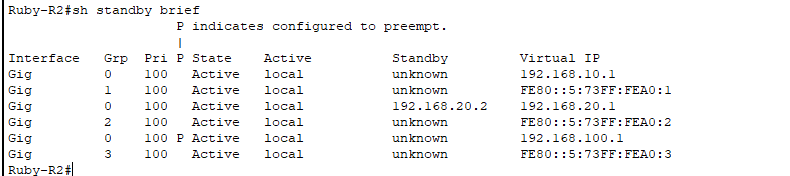 Ruby-R2#sh standby brief
P indicates configured to preempt.
|
Interface Grp Pri P State Active Standby Virtual IP
Gig 0 100 Active local unknown 192.168.10.1
Gig 1 100 Active local unknown FE80::5:73FF:FEA0:1
Gig 0 100 Active local 192.168.20.2 192.168.20.1
Gig 2 100 Active local unknown FE80::5:73FF:FEA0:2
Gig 0 100 P Active local unknown 192.168.100.1
Gig 3 100 Active local unknown FE80::5:73FF:FEA0:3
Ruby-R2#